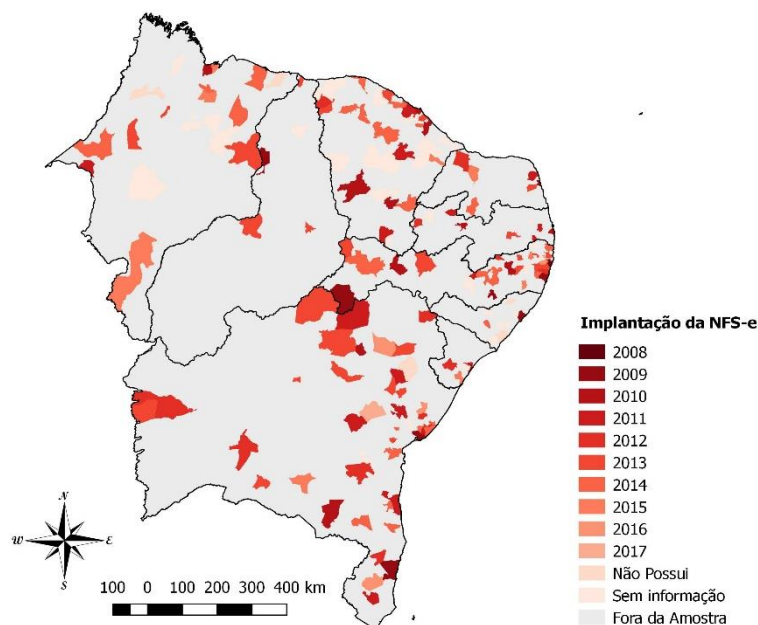 Implantação da NFS-e
2008
2009
2010
2011
2012
2013
2014
2015
2016
2017
Não Possui
Sem informação
Fora da Amostra
N
W
E
S
100 0 100 200 300 400 km